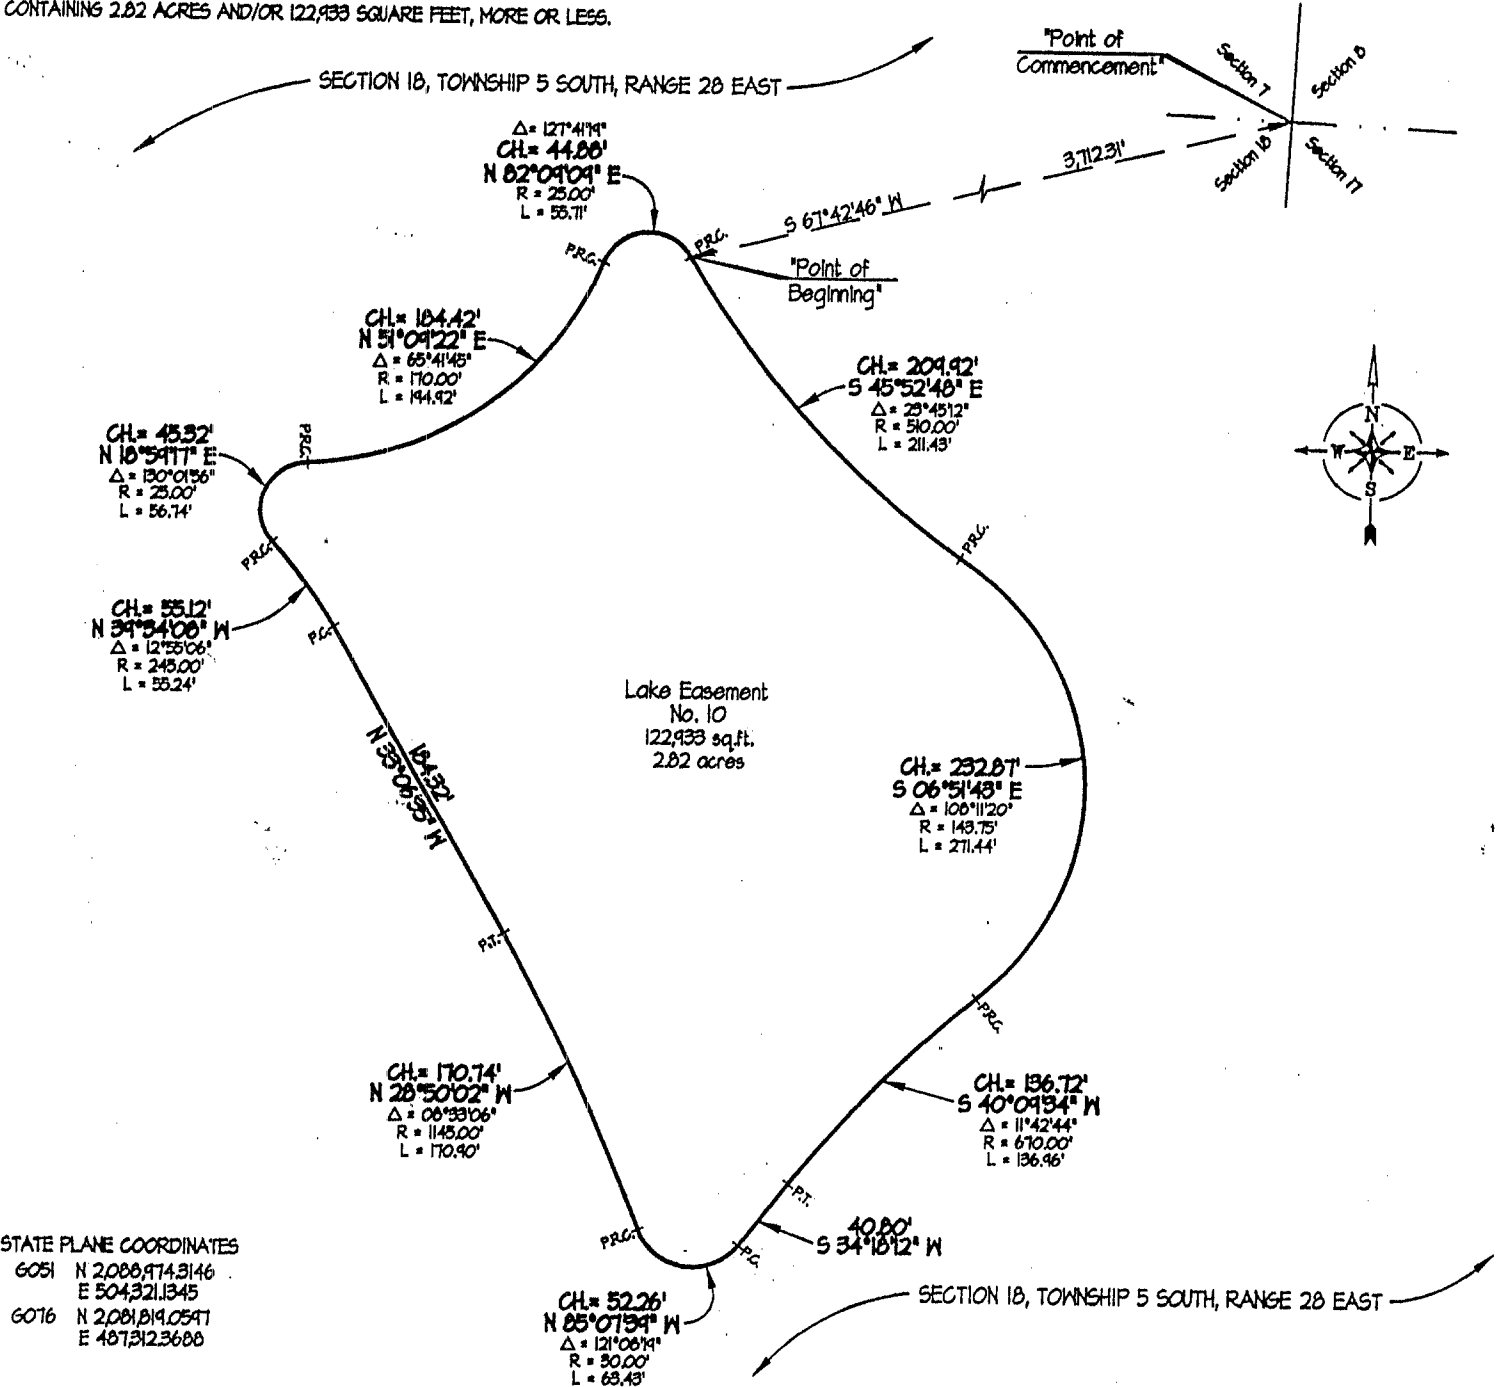 CONTAINING 2.82 ACRES AND/OR 122,933 SQUARE FEET, MORE OR LESS.
SECTION 18, TOWNSHIP 5 SOUTH, RANGE 28 EAST
"Point of
Commencement"
Section 7
Section 8
Section 18
Section 17
3,712.31'
S 67°42'46" W
Δ= 127°41'19"
CH.= 44.88'
N 82°09'09" E
R = 25.00'
L = 55.71'
P.R.C.
P.R.C.
"Point of
Beginning"
CH.= 184.42'
N 51°09'22" E
Δ = 65°41'45"
R = 170.00'
L = 194.92'
CH.= 209.92'
S 45°52'48" E
Δ = 23°45'12"
R = 510.00'
L = 211.43'
N
W
E
S
CH.= 45.32'
N 18°59'17" E
Δ = 130°01'56"
R = 25.00'
L = 56.74'
P.R.C.
P.R.C.
P.R.C.
CH.= 55.12'
N 39°34'08" W
Δ = 12°55'06"
R = 245.00'
L = 55.24'
P.C.
Lake Easement
No. 10
122,933 sq.ft.
2.82 acres
184.32'
N 33°06'35" W
CH.= 232.87'
S 06°51'43" E
Δ = 108°11'20"
R = 143.75'
L = 271.44'
P.T.
P.R.C.
CH.= 170.74'
N 28°50'02" W
Δ = 08°33'06"
R = 1145.00'
L = 170.90'
CH.= 136.72'
S 40°09'34" W
Δ = 11°42'44"
R = 670.00'
L = 136.96'
P.T.
P.R.C.
P.C.
40.80'
S 34°18'12" W
STATE PLANE COORDINATES
6051 N 2,088,974.3146
E 504,321.1345
6076 N 2,081,819.0597
E 487,312.3688
SECTION 18, TOWNSHIP 5 SOUTH, RANGE 28 EAST
CH.= 52.26'
N 85°07'39" W
Δ = 121°08'19"
R = 30.00'
L = 63.43'